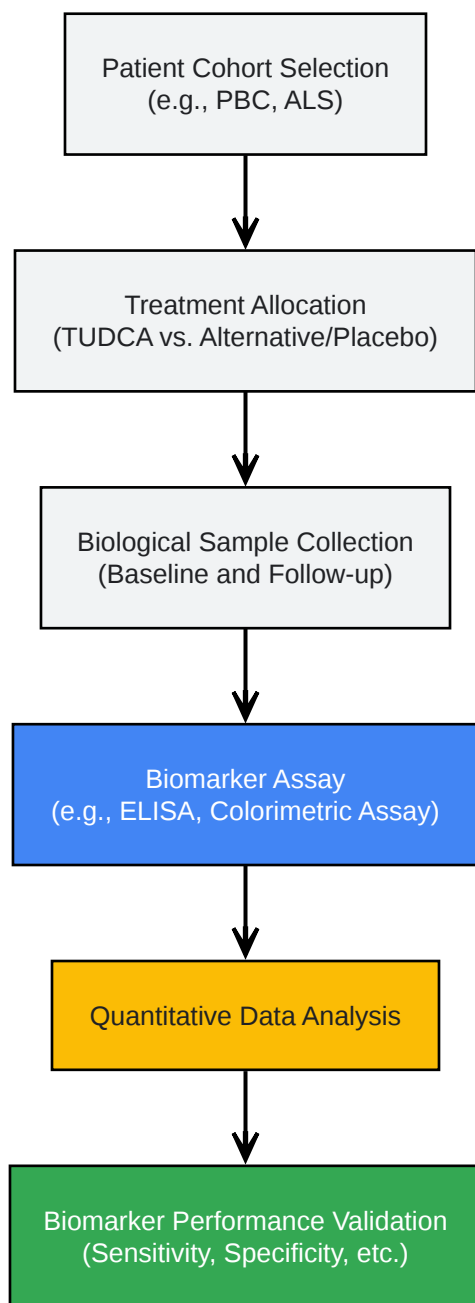 Patient Cohort Selection
(e.g., PBC, ALS)
Treatment Allocation
(TUDCA vs. Alternative/Placebo)
Biological Sample Collection
(Baseline and Follow-up)
Biomarker Assay
(e.g., ELISA, Colorimetric Assay)
Quantitative Data Analysis
Biomarker Performance Validation
(Sensitivity, Specificity, etc.)